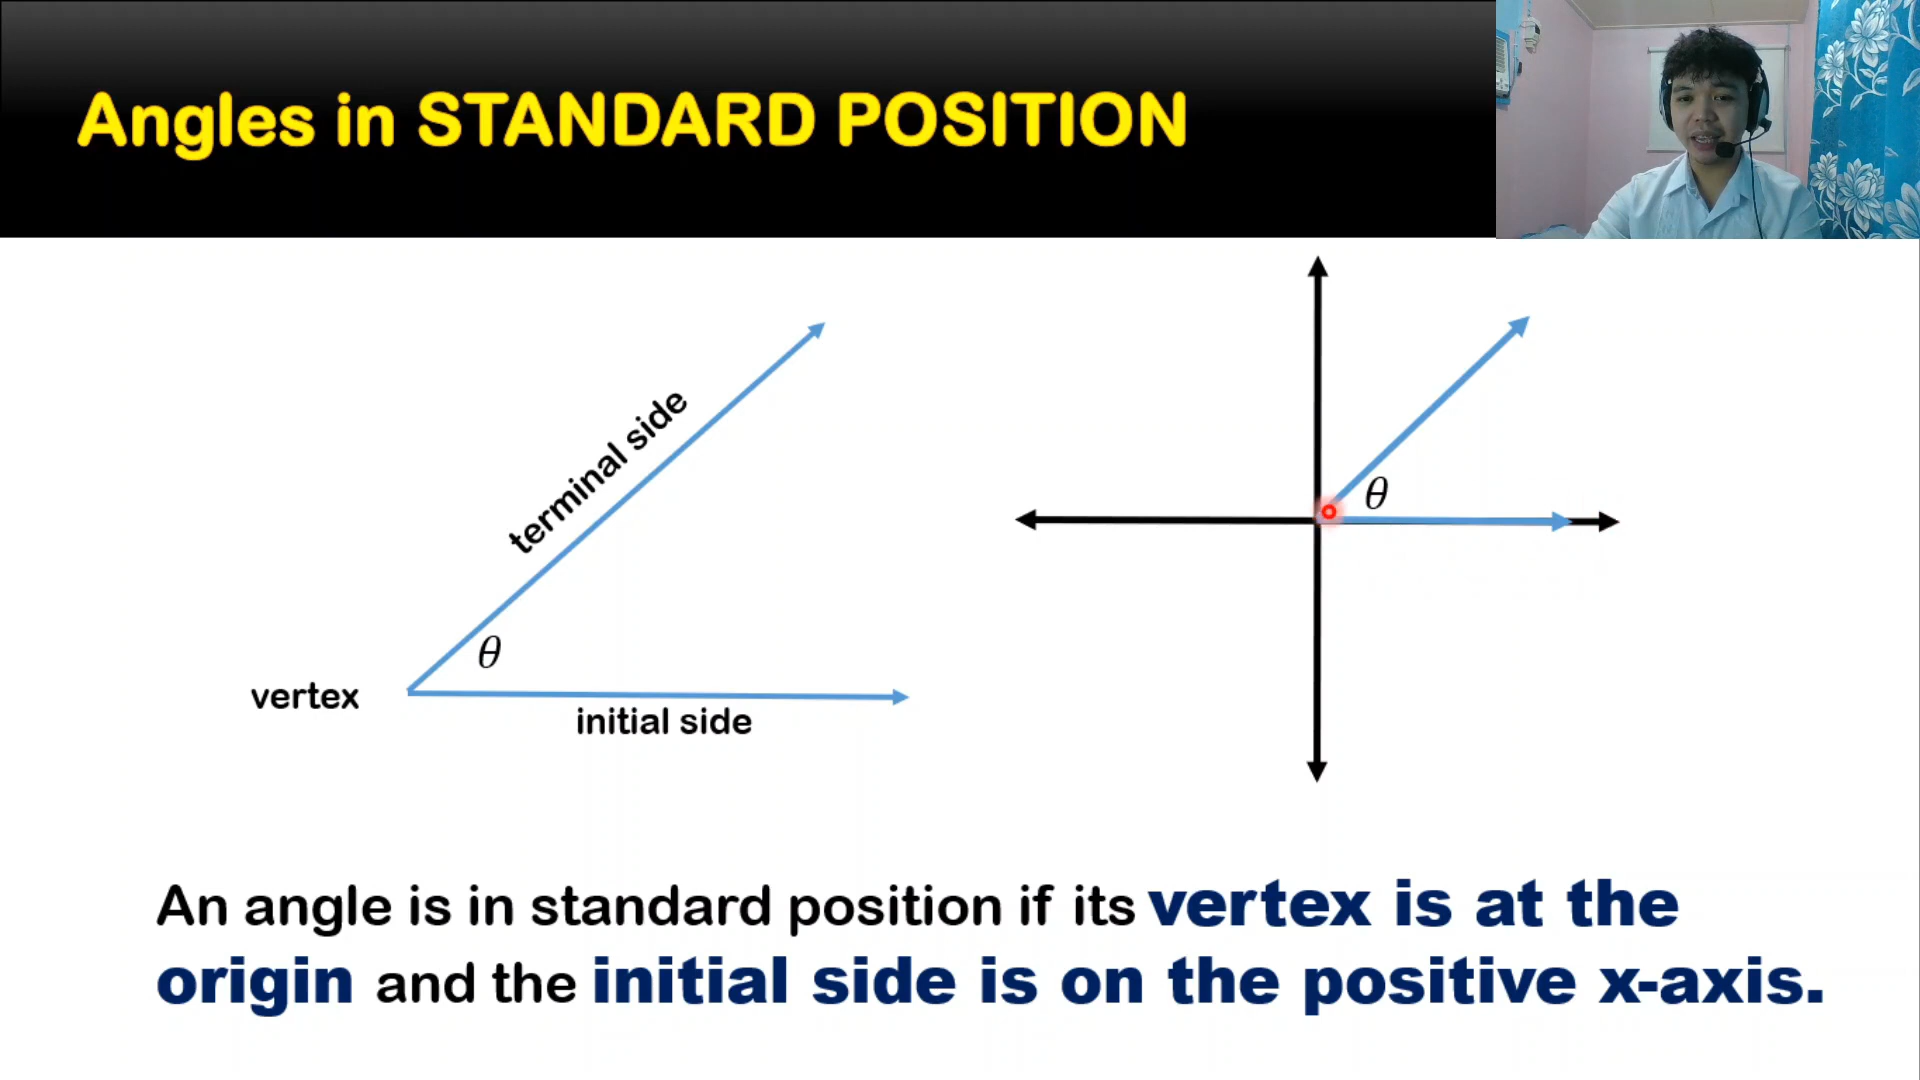 Angles in STANDARD POSITION
terminal side
θ
vertex
initial side
θ
An angle is in standard position if its vertex is at the
origin and the initial side is on the positive x-axis.